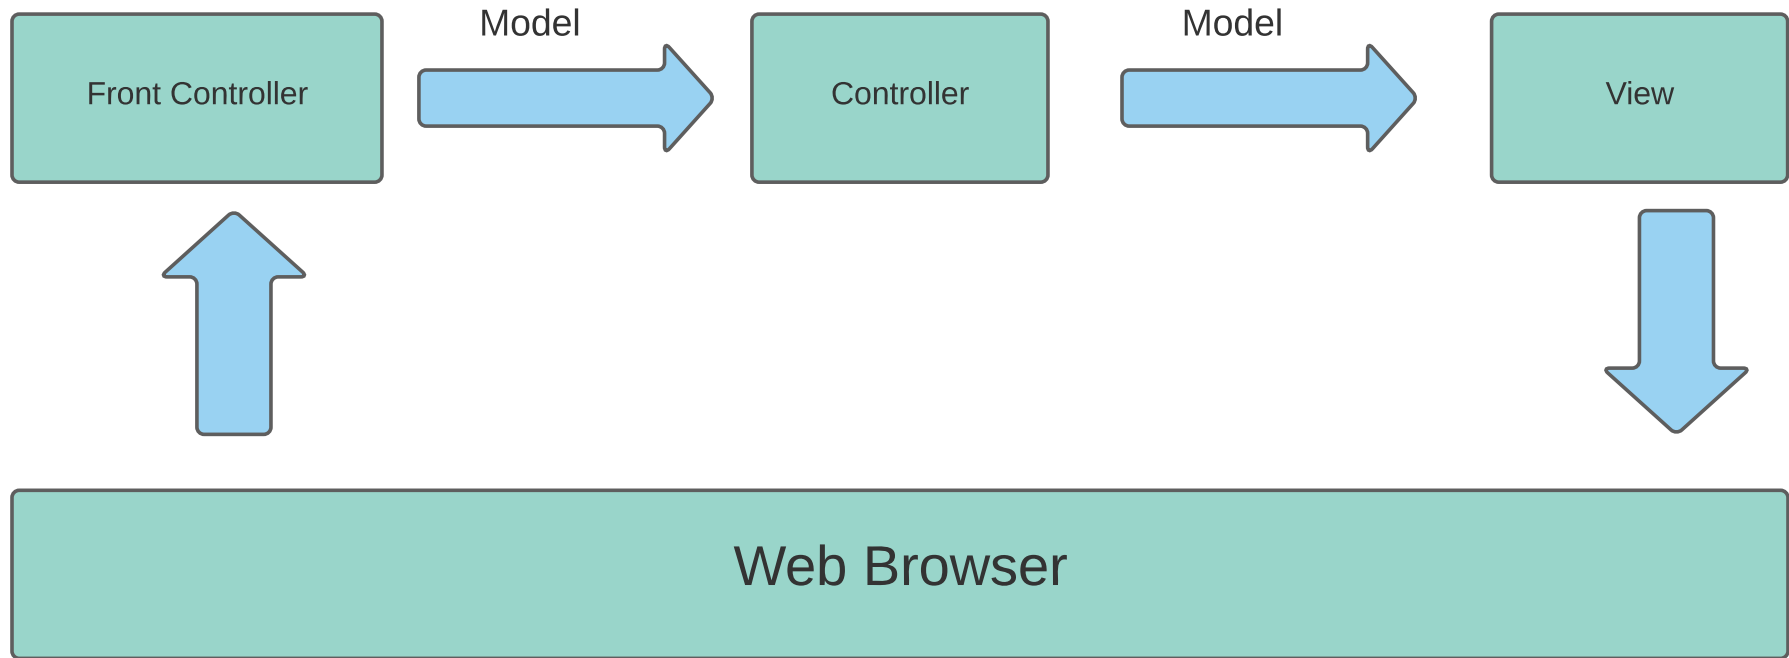 Model
Model
Front Controller
Controller
View
Web Browser